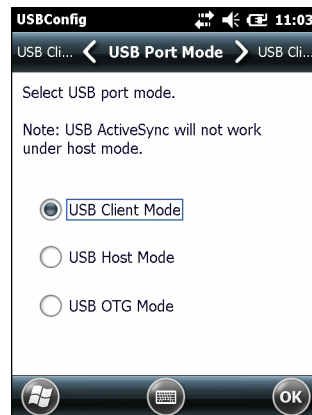 USBConfig 11:03
USB Cli... USB Port Mode USB Cli...
Select USB port mode.
Note: USB ActiveSync will not work
under host mode.
USB Client Mode
USB Host Mode
USB OTG Mode
OK